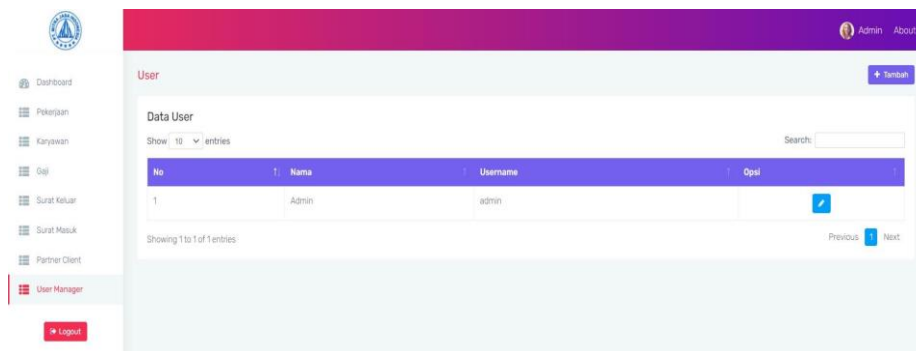 Admin About
Dashboard
Pekerjaan
Karyawan
Gaji
Surat Keluar
Surat Masuk
Partner Client
User Manager
Logout
User
+ Tambah
Data User
Show 10 entries
Search:
No Nama Username Opsi
1 Admin admin
Showing 1 to 1 of 1 entries
Previous 1 Next